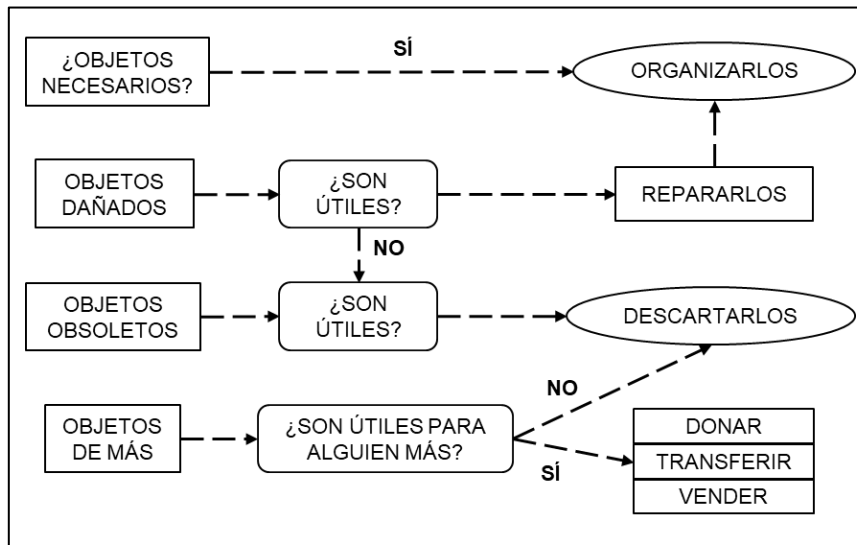 ¿OBJETOS
NECESARIOS?
SÍ
ORGANIZARLOS
OBJETOS
DAÑADOS
¿SON
ÚTILES?
REPARARLOS
NO
OBJETOS
OBSOLETOS
¿SON
ÚTILES?
DESCARTARLOS
NO
OBJETOS
DE MÁS
¿SON ÚTILES PARA
ALGUIEN MÁS?
SÍ
DONAR
TRANSFERIR
VENDER